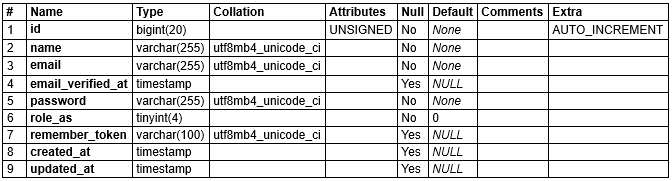 # Name Type Collation Attributes Null Default Comments Extra
1 id bigint(20) UNSIGNED No None AUTO_INCREMENT
2 name varchar(255) utf8mb4_unicode_ci No None
3 email varchar(255) utf8mb4_unicode_ci No None
4 email_verified_at timestamp Yes NULL
5 password varchar(255) utf8mb4_unicode_ci No None
6 role_as tinyint(4) No 0
7 remember_token varchar(100) utf8mb4_unicode_ci Yes NULL
8 created_at timestamp Yes NULL
9 updated_at timestamp Yes NULL